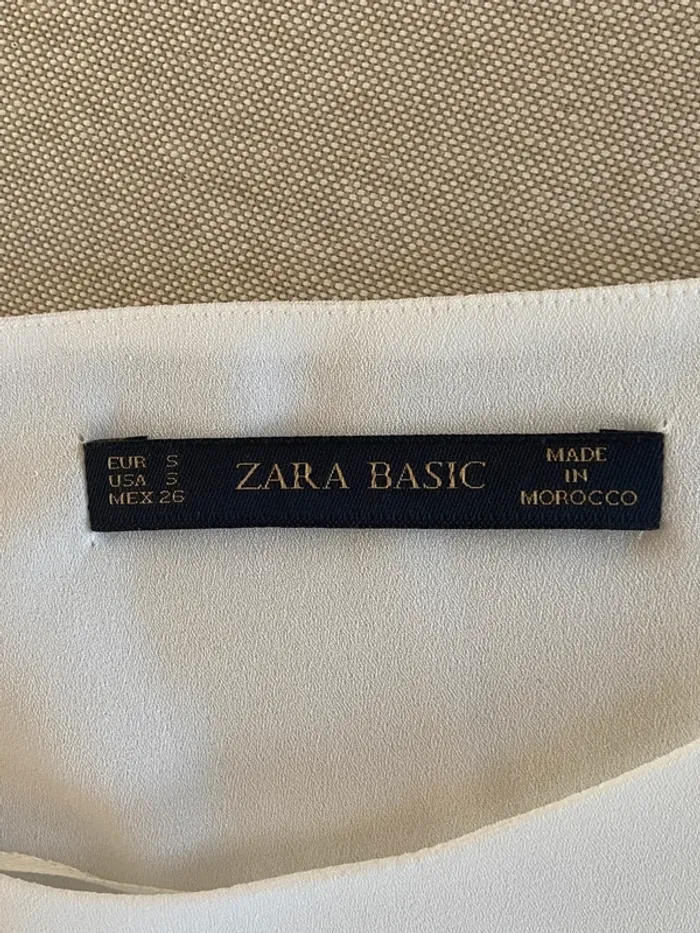 EUR S
USA S
MEX 26
ZARA BASIC
MADE
IN
MOROCCO